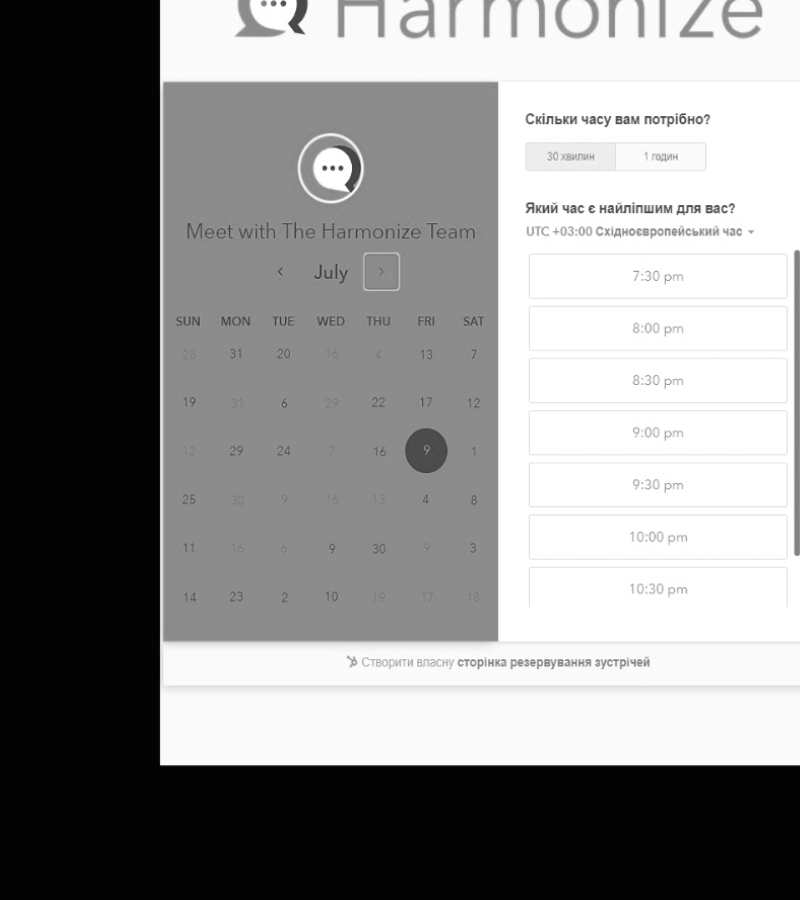 Harmonize
Meet with The Harmonize Team
July
SUN MON TUE WED THU FRI SAT
28 31 20 16 4 13 7
19 31 6 29 22 17 12
12 29 24 7 16 9 1
25 30 9 16 13 4 8
11 16 6 9 30 9 3
14 23 2 10 19 17 18
Скільки часу вам потрібно?
30 хвилин 1 годин
Який час є найліпшим для вас?
UTC +03:00 Східноєвропейський час
7:30 pm
8:00 pm
8:30 pm
9:00 pm
9:30 pm
10:00 pm
10:30 pm
Створити власну сторінка резервування зустрічей